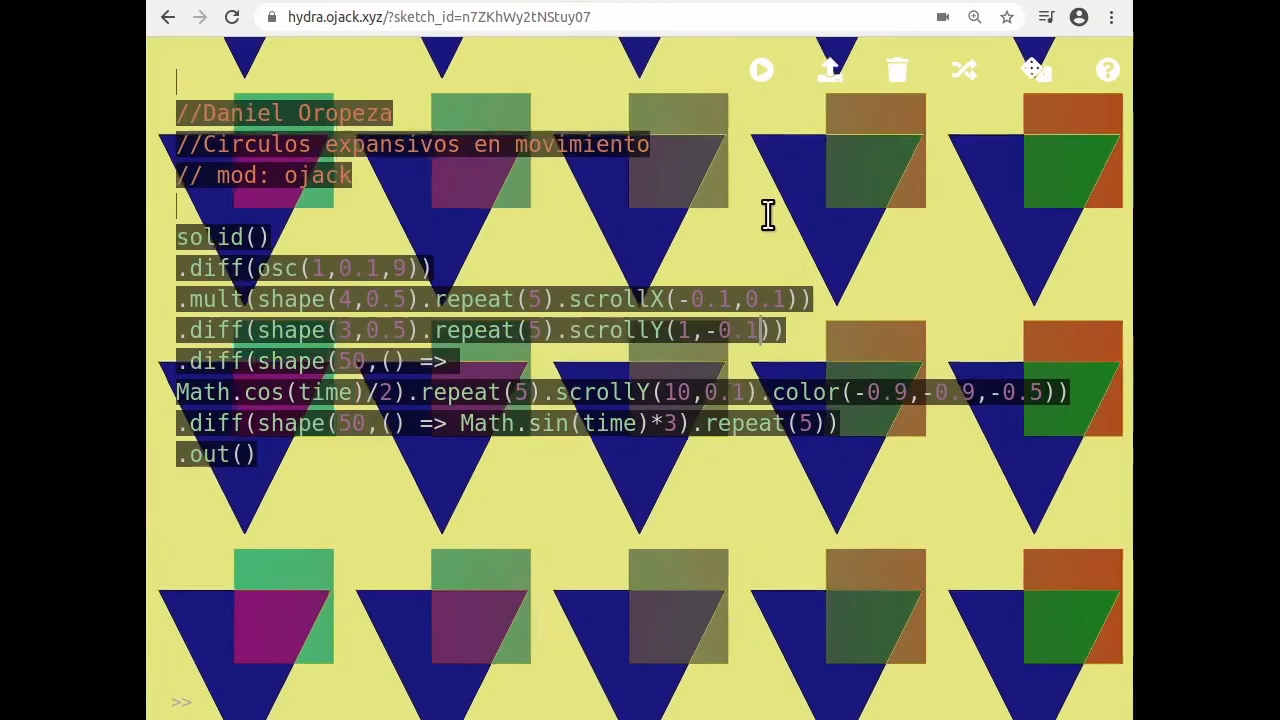 hydra.ojack.xyz/?sketch_id=n7ZKhWy2tNStuy07
//Daniel Oropeza
//Circulos expansivos en movimiento
// mod: ojack
solid()
.diff(osc(1,0.1,9))
.mult(shape(4,0.5).repeat(5).scrollX(-0.1,0.1))
.diff(shape(3,0.5).repeat(5).scrollY(1,-0.1))
.diff(shape(50,() =>
Math.cos(time)/2).repeat(5).scrollY(10,0.1).color(-0.9,-0.9,-0.5))
.diff(shape(50,() => Math.sin(time)*3).repeat(5))
.out()
>>